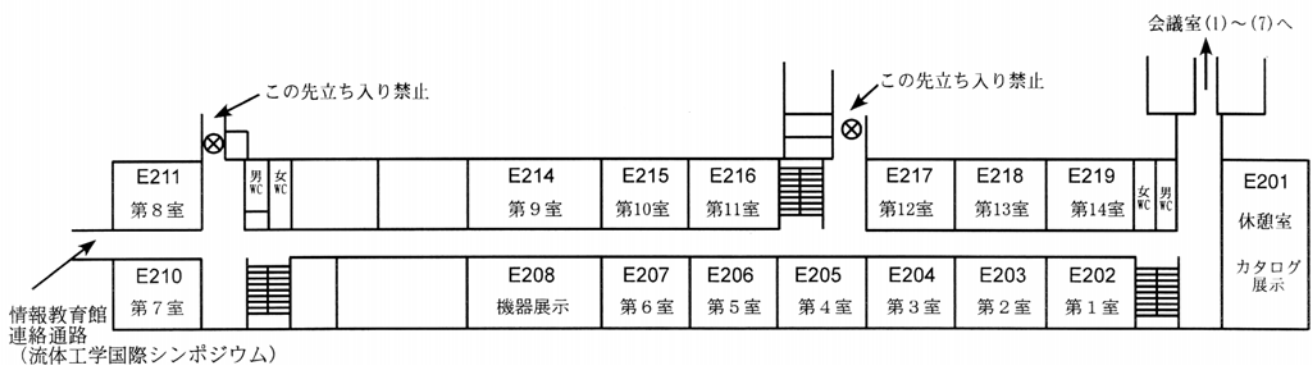 会議室(1)～(7)へ
この先立ち入り禁止
この先立ち入り禁止
E211
第8室
男
WC
女
WC
E214
第9室
E215
第10室
E216
第11室
E217
第12室
E218
第13室
E219
第14室
女
WC
男
WC
E201
休憩室
カタログ
展示
E210
第7室
E208
機器展示
E207
第6室
E206
第5室
E205
第4室
E204
第3室
E203
第2室
E202
第1室
情報教育館
連絡通路
（流体工学国際シンポジウム）